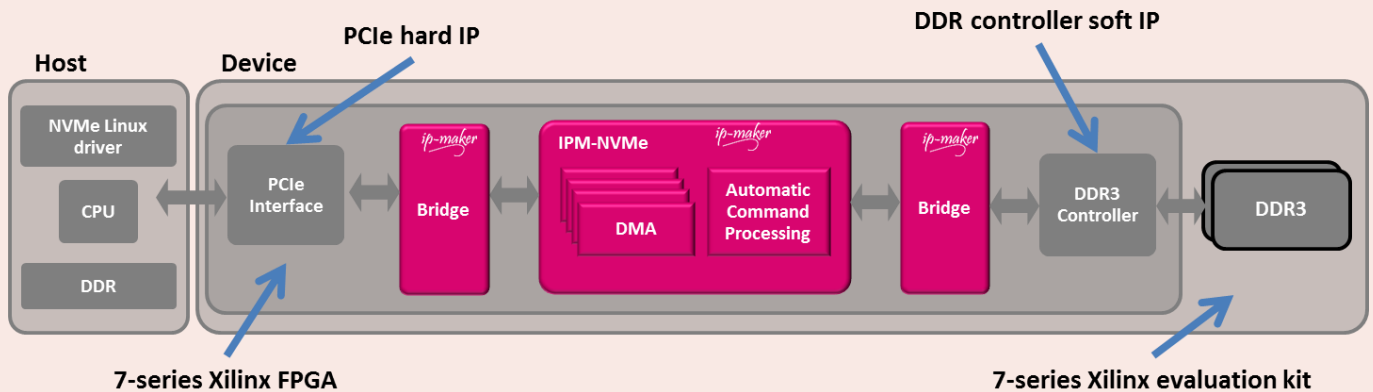 PCIe hard IP
DDR controller soft IP
Host
Device
NVMe Linux
driver
CPU
DDR
PCIe
Interface
ip-maker
Bridge
IPM-NVMe
ip-maker
DMA
Automatic
Command
Processing
ip-maker
Bridge
DDR3
Controller
DDR3
7-series Xilinx FPGA
7-series Xilinx evaluation kit